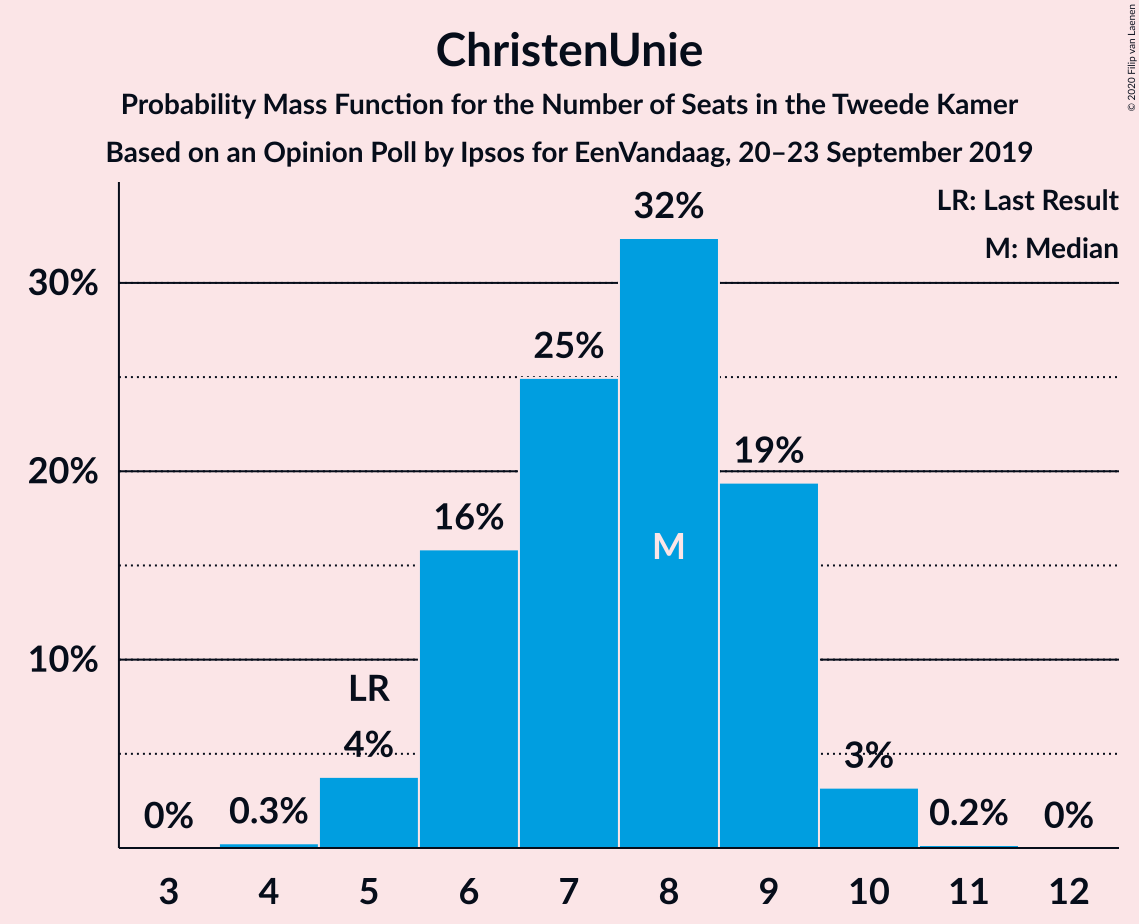 ChristenUnie
Probability Mass Function for the Number of Seats in the Tweede Kamer
Based on an Opinion Poll by Ipsos for EenVandaag, 20–23 September 2019
© 2020 Filip van Laenen
LR: Last Result
M: Median
32%
30%
25%
20%
19%
16%
M
10%
LR
4%
3%
0%
0.3%
0.2%
0%
3 4 5 6 7 8 9 10 11 12